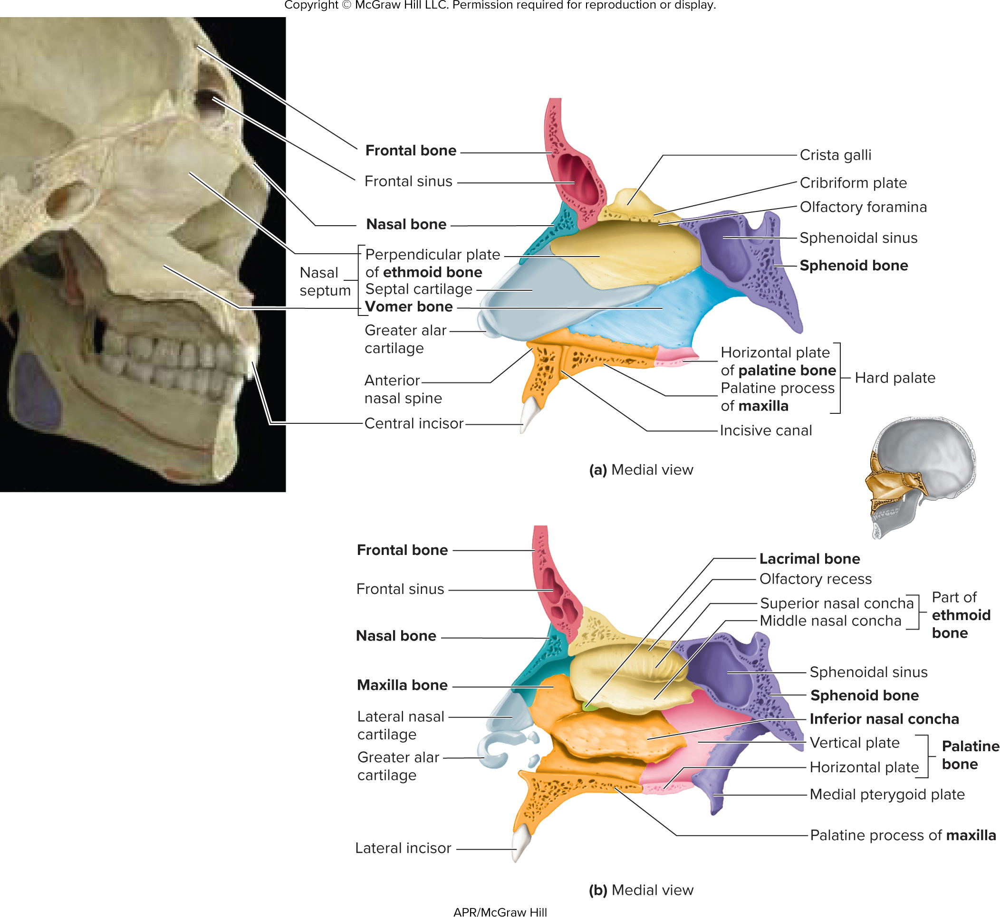 Copyright © McGraw Hill LLC. Permission required for reproduction or display.
Frontal bone
Frontal sinus
Nasal bone
Nasal
septum
Perpendicular plate
of ethmoid bone
Septal cartilage
Vomer bone
Greater alar
cartilage
Anterior
nasal spine
Central incisor
Crista galli
Cribriform plate
Olfactory foramina
Sphenoidal sinus
Sphenoid bone
Horizontal plate
of palatine bone
Palatine process
of maxilla
Hard palate
Incisive canal
(a) Medial view
Frontal bone
Frontal sinus
Nasal bone
Maxilla bone
Lateral nasal
cartilage
Greater alar
cartilage
Lateral incisor
Lacrimal bone
Olfactory recess
Superior nasal concha
Middle nasal concha
Part of
ethmoid
bone
Sphenoidal sinus
Sphenoid bone
Inferior nasal concha
Vertical plate
Horizontal plate
Palatine
bone
Medial pterygoid plate
Palatine process of maxilla
(b) Medial view
APR/McGraw Hill